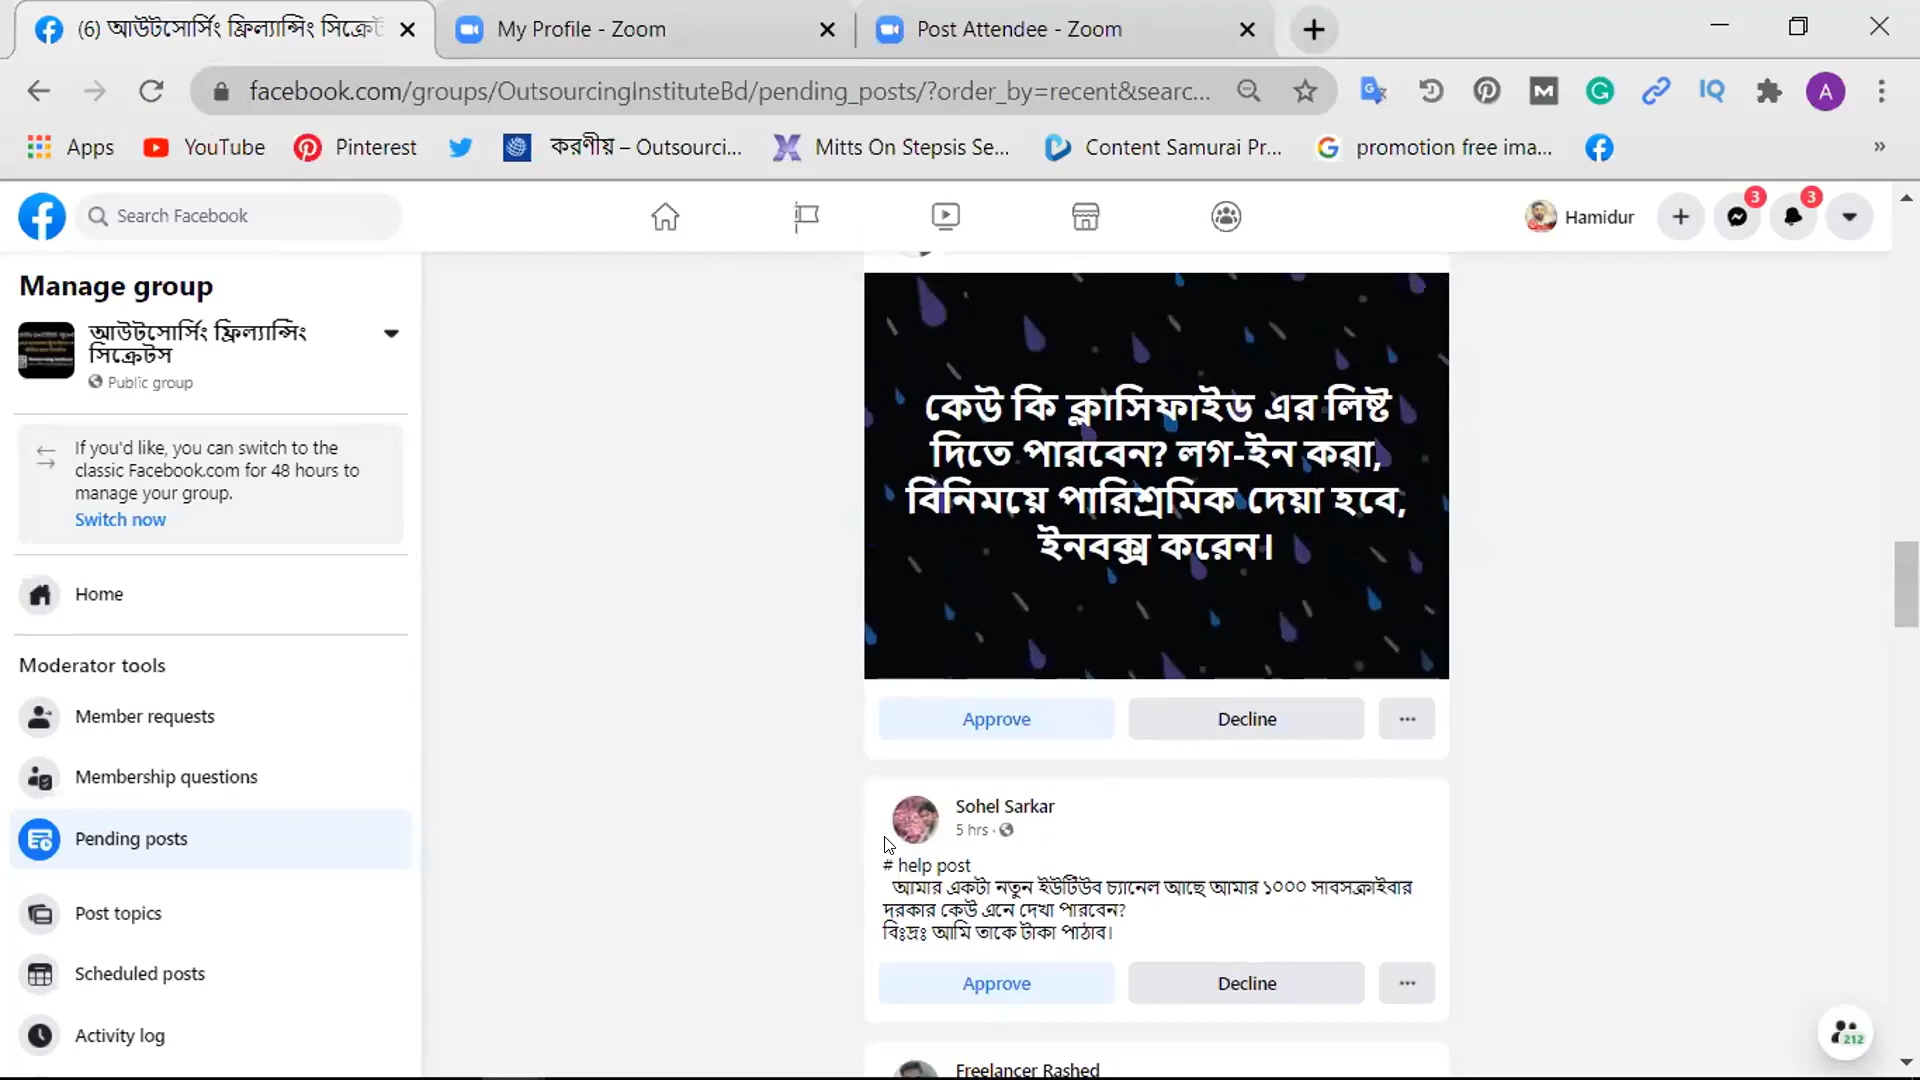 (6) আউটসোর্সিং ফ্রিল্যান্সিং সিক্রেট
My Profile - Zoom
Post Attendee - Zoom
facebook.com/groups/OutsourcingInstituteBd/pending_posts/?order_by=recent&searc...
Apps
YouTube
Pinterest
করণীয় – Outsourci...
Mitts On Stepsis Se...
Content Samurai Pr...
promotion free ima...
Search Facebook
Hamidur
3
3
Manage group
আউটসোর্সিং ফ্রিল্যান্সিং
সিক্রেটস
Public group
If you'd like, you can switch to the
classic Facebook.com for 48 hours to
manage your group.
Switch now
Home
Moderator tools
Member requests
Membership questions
Pending posts
Post topics
Scheduled posts
Activity log
কেউ কি ক্লাসিফাইড এর লিষ্ট
দিতে পারবেন? লগ-ইন করা,
বিনিময়ে পারিশ্রমিক দেয়া হবে,
ইনবক্স করেন।
Approve
Decline
Sohel Sarkar
5 hrs ·
# help post
আমার একটা নতুন ইউটিউব চ্যানেল আছে আমার ১০০০ সাবসক্রাইবার
দরকার কেউ এনে দেখা পারবেন?
বিঃদ্রঃ আমি তাকে টাকা পাঠাব।
Approve
Decline
Freelancer Rashed
212